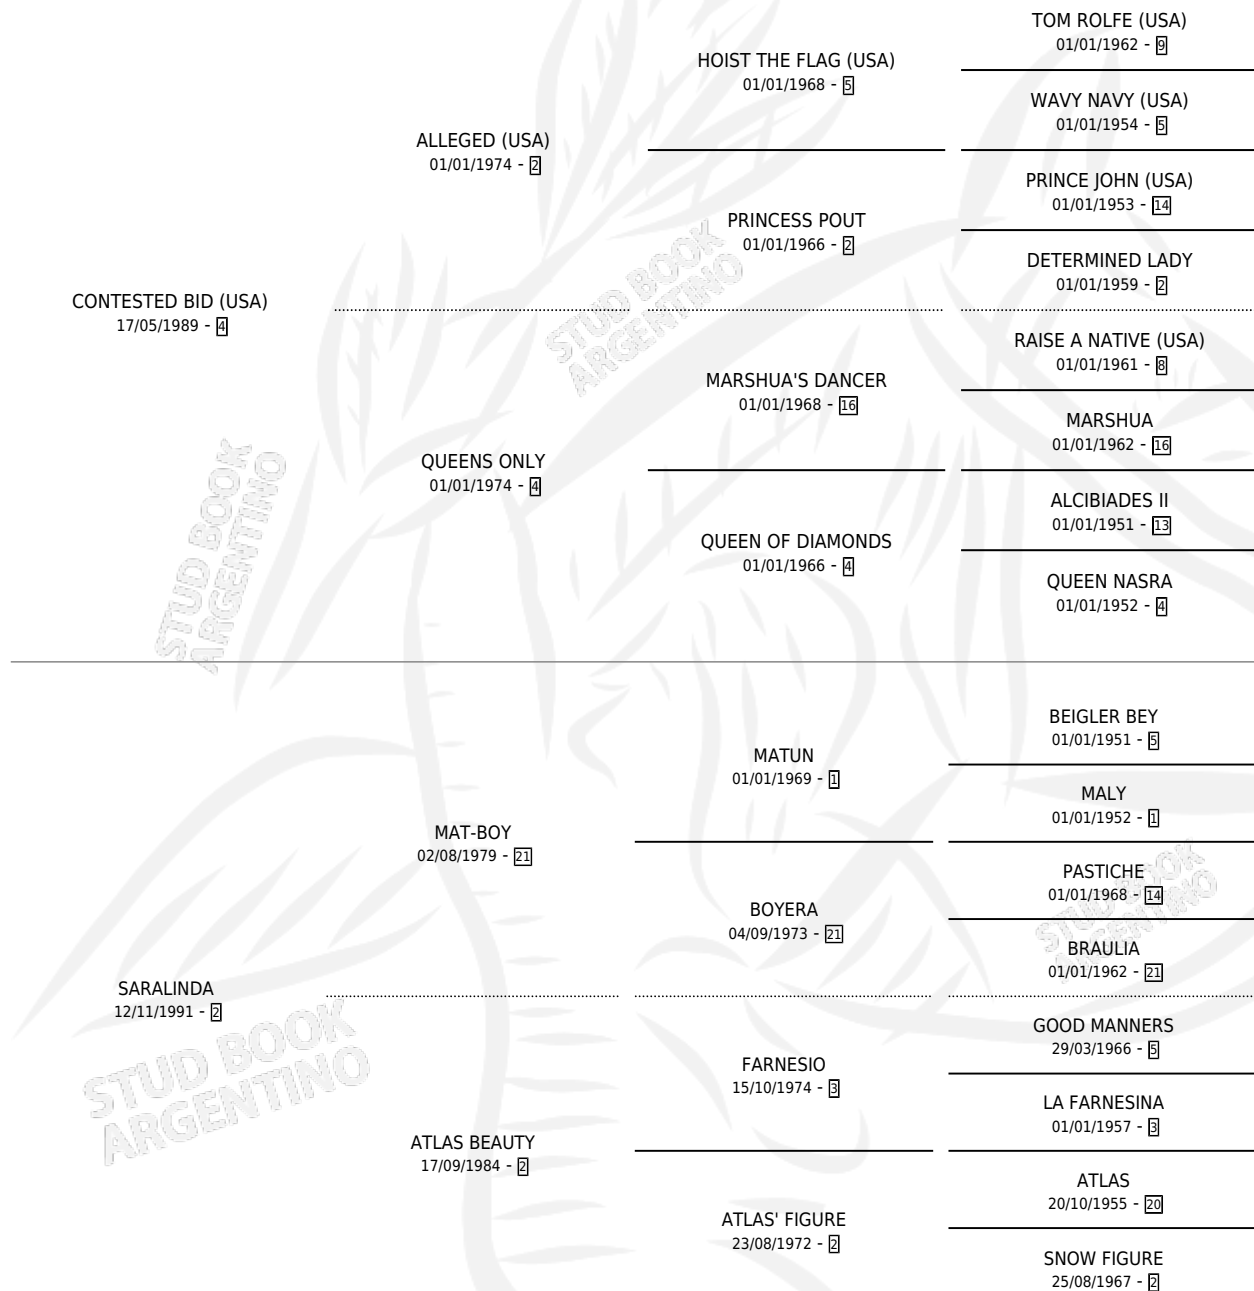 TOM ROLFE (USA)
01/01/1962 - 9
HOIST THE FLAG (USA)
01/01/1968 - 5
WAVY NAVY (USA)
01/01/1954 - 5
ALLEGED (USA)
01/01/1974 - 2
PRINCE JOHN (USA)
01/01/1953 - 14
PRINCESS POUT
01/01/1966 - 2
DETERMINED LADY
01/01/1959 - 2
CONTESTED BID (USA)
17/05/1989 - 4
RAISE A NATIVE (USA)
01/01/1961 - 8
MARSHUA'S DANCER
01/01/1968 - 16
MARSHUA
01/01/1962 - 16
QUEENS ONLY
01/01/1974 - 4
ALCIBIADES II
01/01/1951 - 13
QUEEN OF DIAMONDS
01/01/1966 - 4
QUEEN NASRA
01/01/1952 - 4
BEIGLER BEY
01/01/1951 - 5
MATUN
01/01/1969 - 1
MALY
01/01/1952 - 1
MAT-BOY
02/08/1979 - 21
PASTICHE
01/01/1968 - 14
BOYERA
04/09/1973 - 21
BRAULIA
01/01/1962 - 21
SARALINDA
12/11/1991 - 2
GOOD MANNERS
29/03/1966 - 5
FARNESIO
15/10/1974 - 3
LA FARNESINA
01/01/1957 - 3
ATLAS BEAUTY
17/09/1984 - 2
ATLAS
20/10/1955 - 20
ATLAS' FIGURE
23/08/1972 - 2
SNOW FIGURE
25/08/1967 - 2
STUD BOOK
ARGENTINO
STUD BOOK
ARGENTINO
STUD BOOK
ARGENTINO
STUD BOOK
ARGENTINO